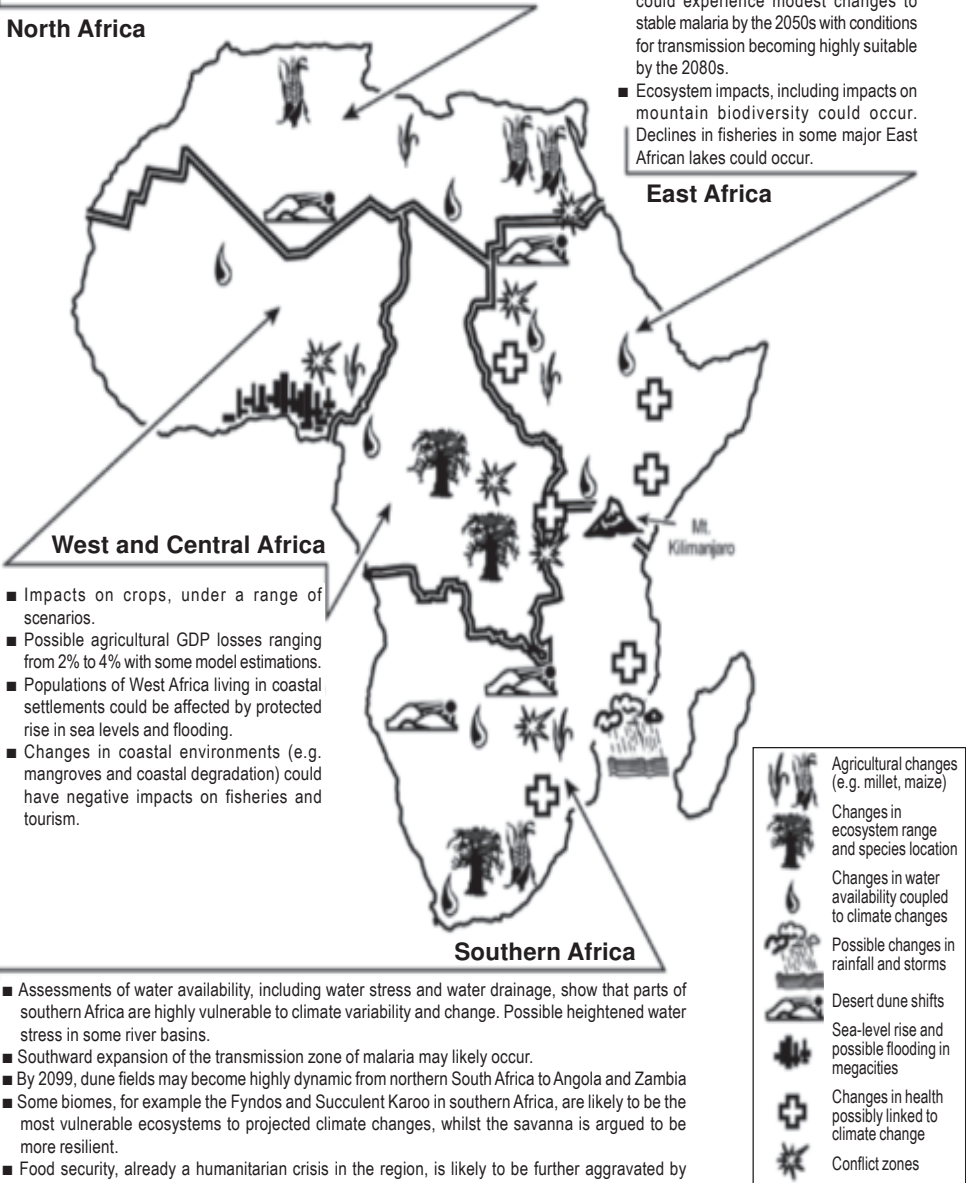 could experience modest changes to
stable malaria by the 2050s with conditions
for transmission becoming highly suitable
by the 2080s.
■ Ecosystem impacts, including impacts on
mountain biodiversity could occur.
Declines in fisheries in some major East
African lakes could occur.
North Africa
East Africa
Mt.
Kilimanjaro
West and Central Africa
■ Impacts on crops, under a range of
scenarios.
■ Possible agricultural GDP losses ranging
from 2% to 4% with some model estimations.
■ Populations of West Africa living in coastal
settlements could be affected by protected
rise in sea levels and flooding.
■ Changes in coastal environments (e.g.
mangroves and coastal degradation) could
have negative impacts on fisheries and
tourism.
Southern Africa
■ Assessments of water availability, including water stress and water drainage, show that parts of
southern Africa are highly vulnerable to climate variability and change. Possible heightened water
stress in some river basins.
■ Southward expansion of the transmission zone of malaria may likely occur.
■ By 2099, dune fields may become highly dynamic from northern South Africa to Angola and Zambia
■ Some biomes, for example the Fyndos and Succulent Karoo in southern Africa, are likely to be the
most vulnerable ecosystems to projected climate changes, whilst the savanna is argued to be
more resilient.
■ Food security, already a humanitarian crisis in the region, is likely to be further aggravated by
Agricultural changes
(e.g. millet, maize)
Changes in
ecosystem range
and species location
Changes in water
availability coupled
to climate changes
Possible changes in
rainfall and storms
Desert dune shifts
Sea-level rise and
possible flooding in
megacities
Changes in health
possibly linked to
climate change
Conflict zones